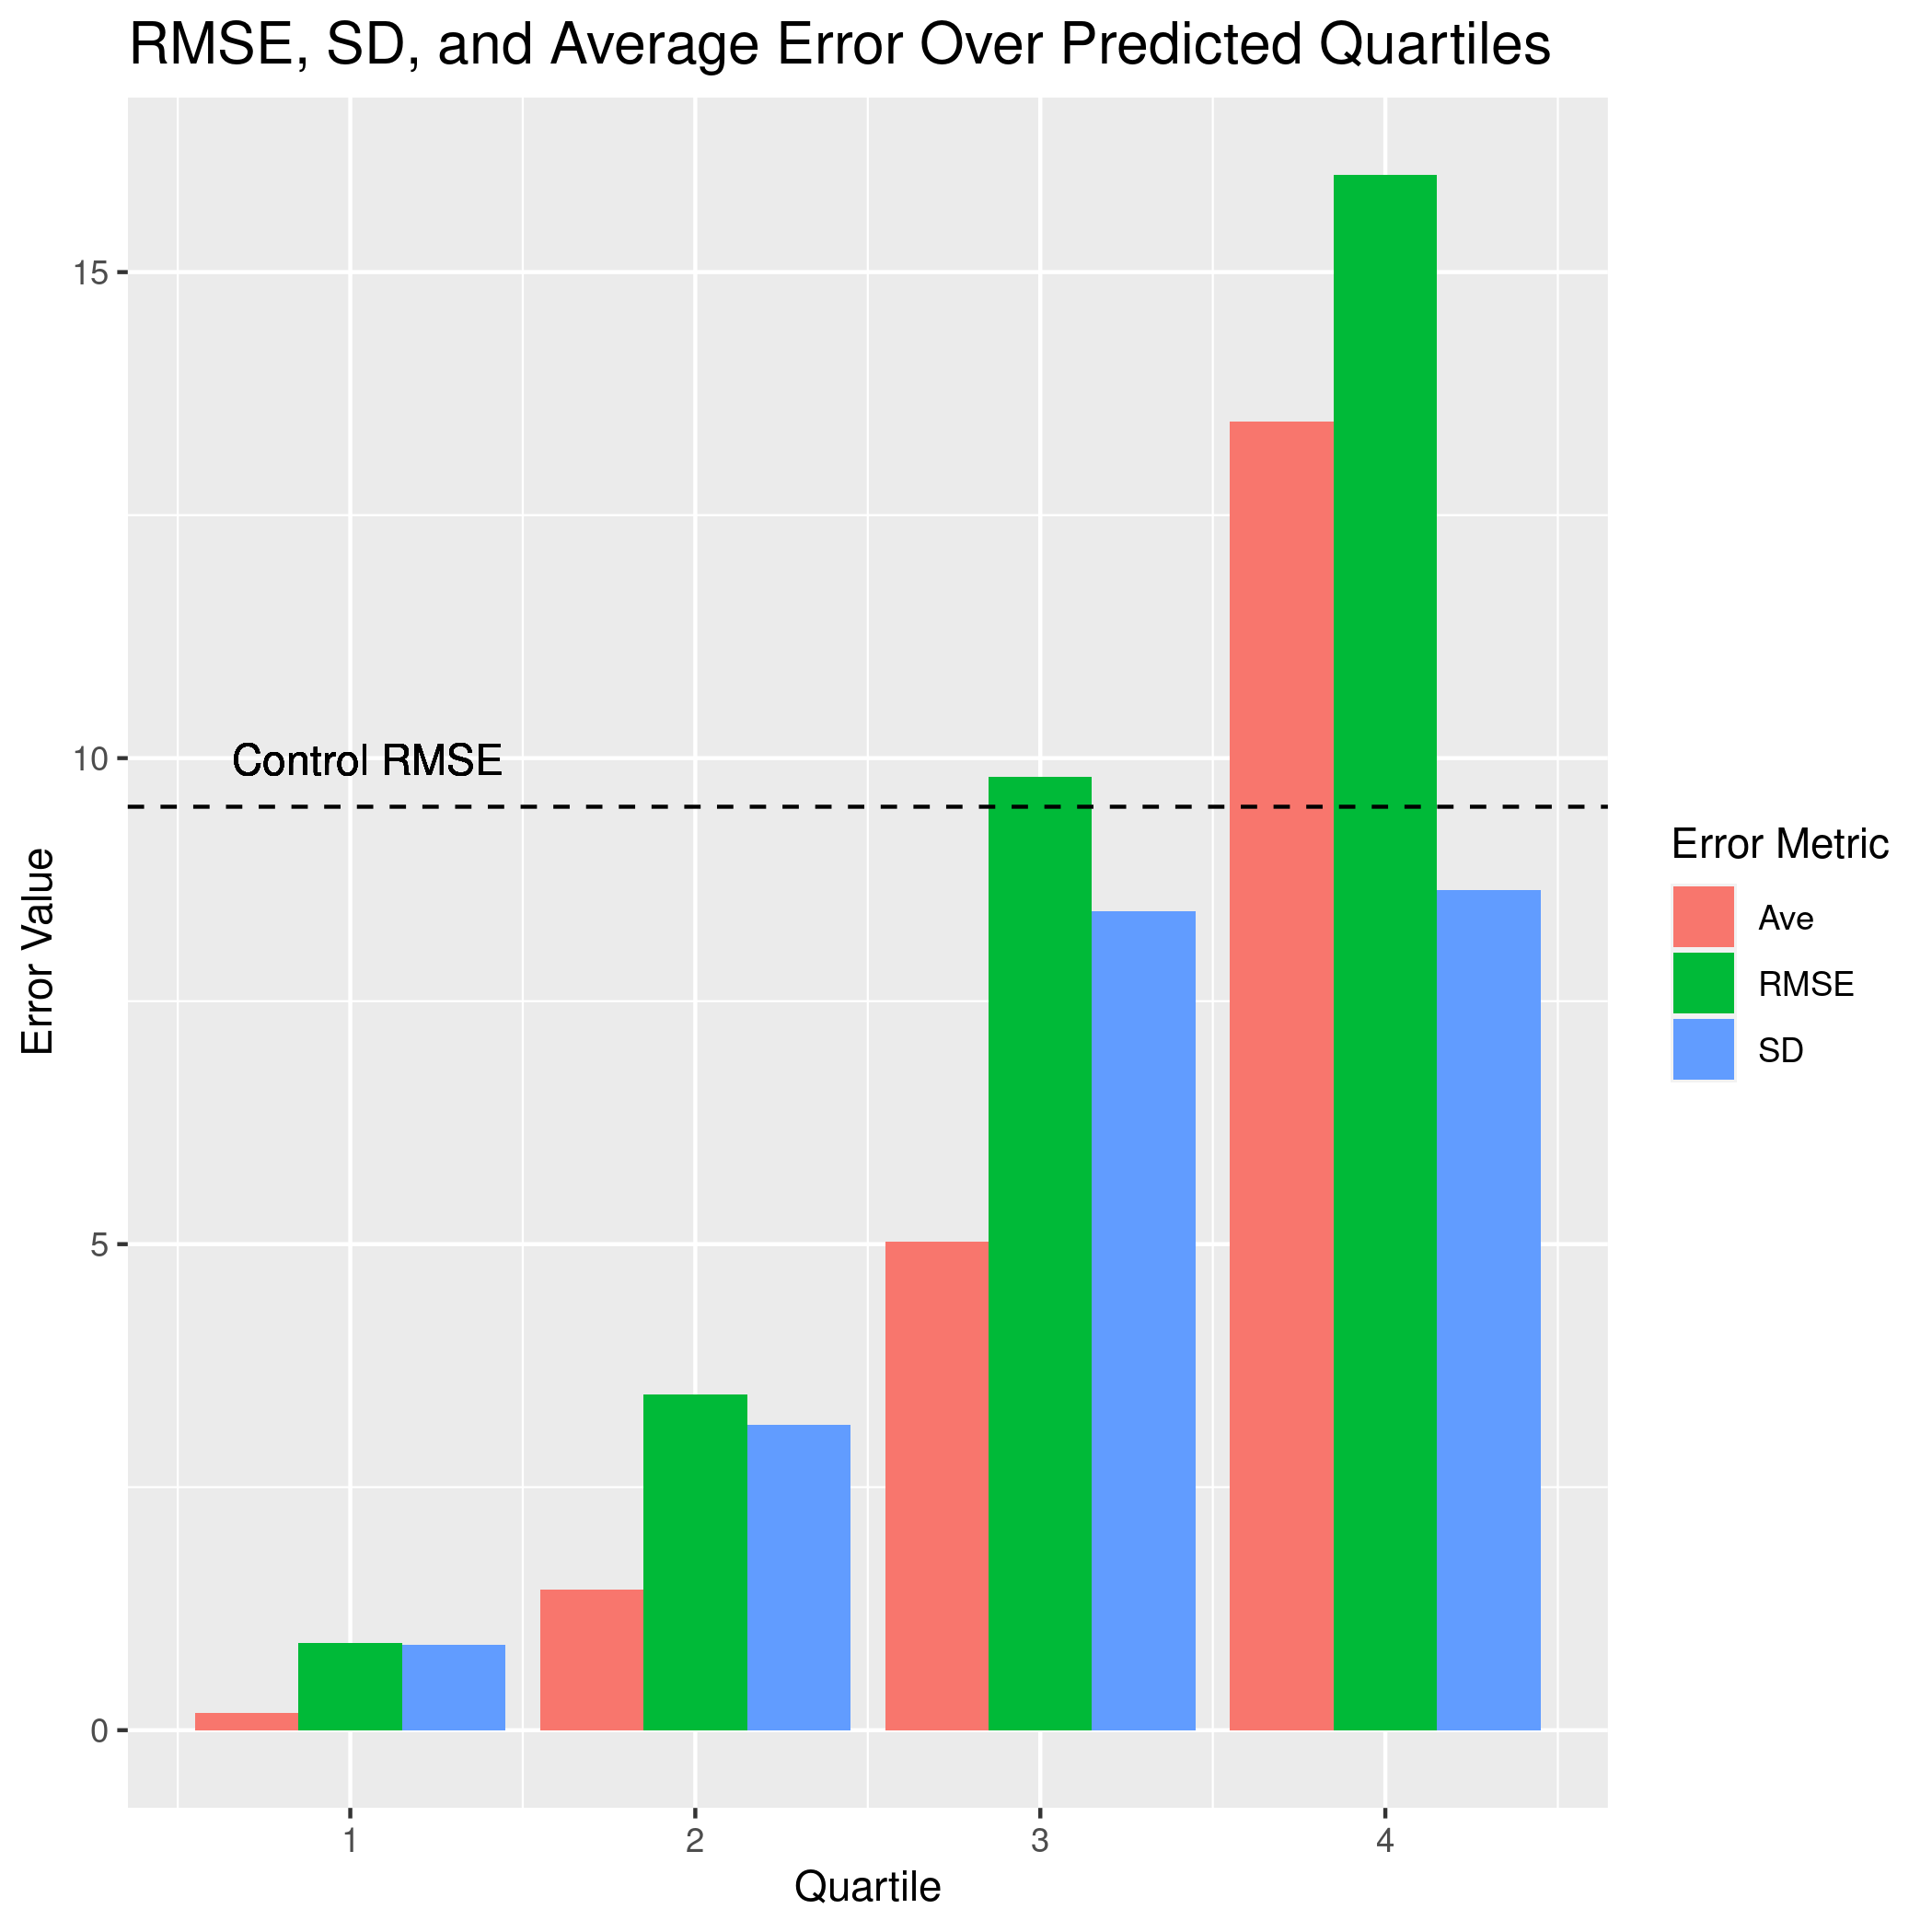 RMSE, SD, and Average Error Over Predicted Quartiles
15
10
5
0
Error Value
Control RMSE
1 2 3 4
Quartile
Error Metric
Ave
RMSE
SD